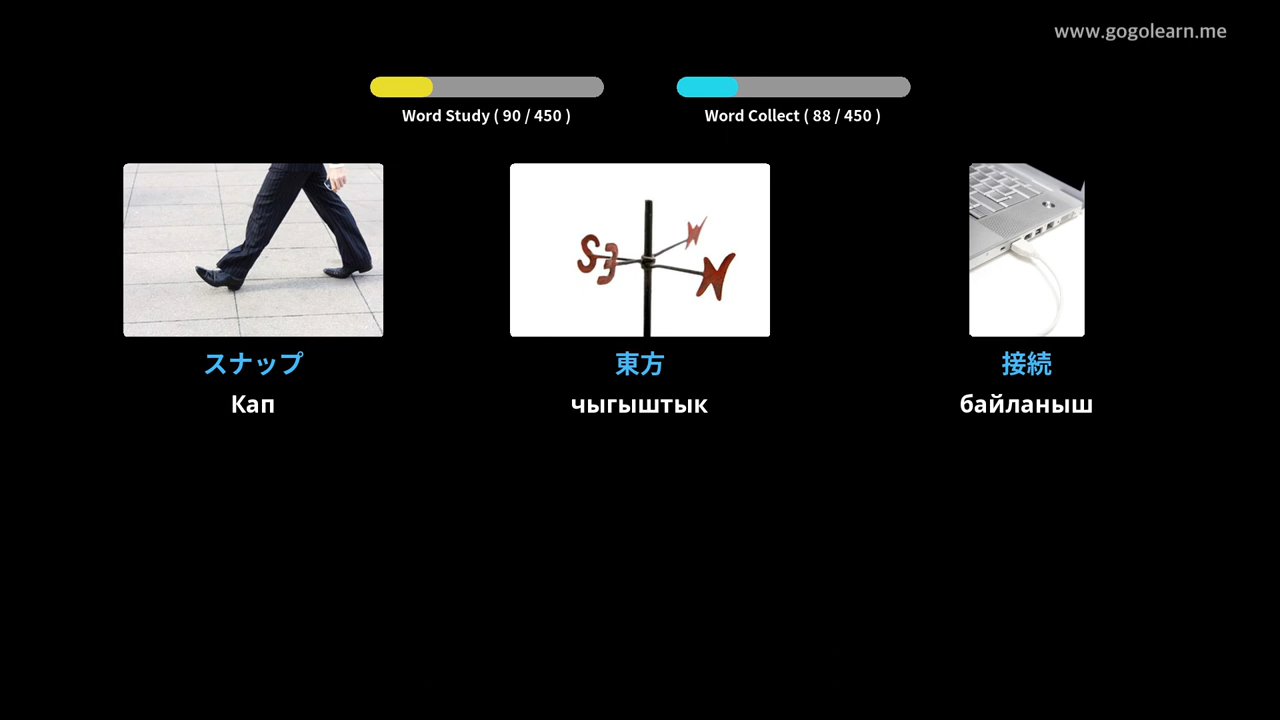 www.gogolearn.me
Word Study ( 90 / 450 )
Word Collect ( 88 / 450 )
S
E
N
W
スナップ
東方
接続
Кап
чыгыштык
байланыш